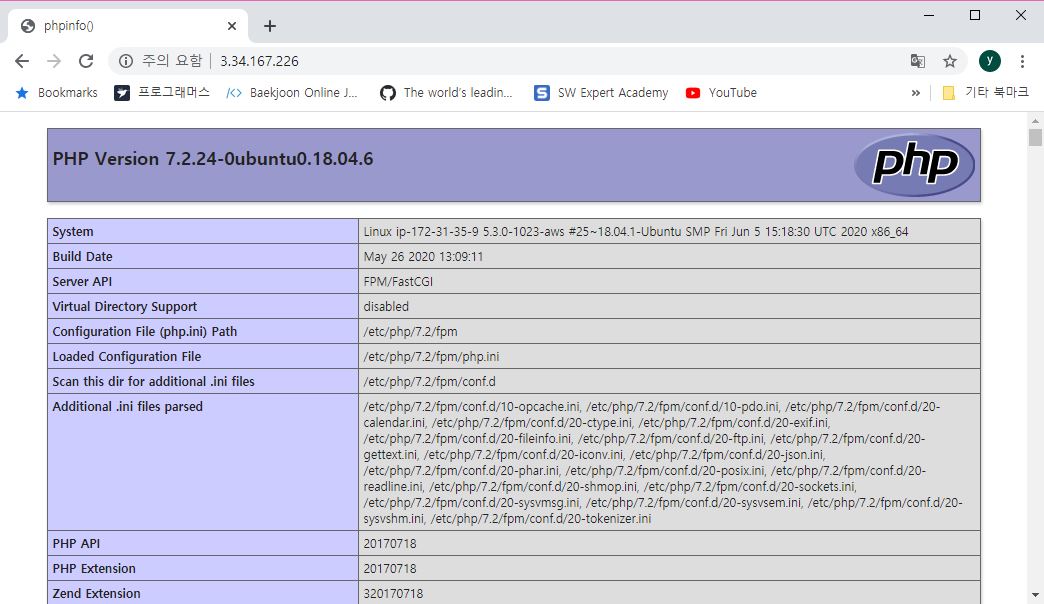 phpinfo()
주의 요함 | 3.34.167.226
y
Bookmarks 프로그래머스 </> Baekjoon Online J... The world's leadin... S SW Expert Academy YouTube » 기타 북마크
PHP Version 7.2.24-0ubuntu0.18.04.6
php
System Linux ip-172-31-35-9 5.3.0-1023-aws #25~18.04.1-Ubuntu SMP Fri Jun 5 15:18:30 UTC 2020 x86_64
Build Date May 26 2020 13:09:11
Server API FPM/FastCGI
Virtual Directory Support disabled
Configuration File (php.ini) Path /etc/php/7.2/fpm
Loaded Configuration File /etc/php/7.2/fpm/php.ini
Scan this dir for additional .ini files /etc/php/7.2/fpm/conf.d
Additional .ini files parsed /etc/php/7.2/fpm/conf.d/10-opcache.ini, /etc/php/7.2/fpm/conf.d/10-pdo.ini, /etc/php/7.2/fpm/conf.d/20-
calendar.ini, /etc/php/7.2/fpm/conf.d/20-ctype.ini, /etc/php/7.2/fpm/conf.d/20-exif.ini,
/etc/php/7.2/fpm/conf.d/20-fileinfo.ini, /etc/php/7.2/fpm/conf.d/20-ftp.ini, /etc/php/7.2/fpm/conf.d/20-
gettext.ini, /etc/php/7.2/fpm/conf.d/20-iconv.ini, /etc/php/7.2/fpm/conf.d/20-json.ini,
/etc/php/7.2/fpm/conf.d/20-phar.ini, /etc/php/7.2/fpm/conf.d/20-posix.ini, /etc/php/7.2/fpm/conf.d/20-
readline.ini, /etc/php/7.2/fpm/conf.d/20-shmop.ini, /etc/php/7.2/fpm/conf.d/20-sockets.ini,
/etc/php/7.2/fpm/conf.d/20-sysvmsg.ini, /etc/php/7.2/fpm/conf.d/20-sysvsem.ini, /etc/php/7.2/fpm/conf.d/20-
sysvshm.ini, /etc/php/7.2/fpm/conf.d/20-tokenizer.ini
PHP API 20170718
PHP Extension 20170718
Zend Extension 320170718